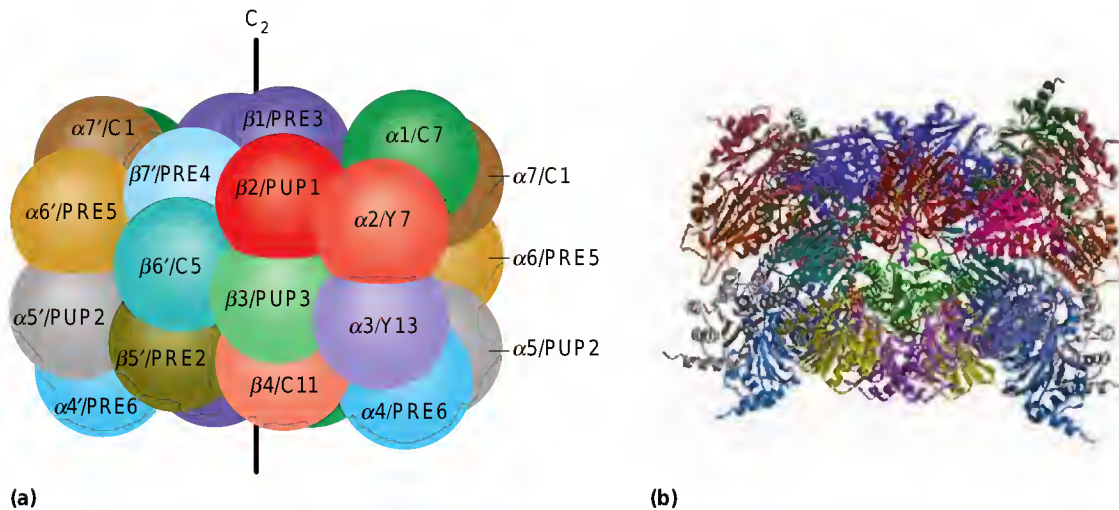 C2
β1/PRE3
α7′/C1
α1/C7
β7′/PRE4
α7/C1
β2/PUP1
α6′/PRE5
α2/Y7
β6′/C5
α6/PRE5
β3/PUP3
α5′/PUP2
α3/Y13
β5′/PRE2
α5/PUP2
β4/C11
α4′/PRE6
α4/PRE6
(a)
(b)